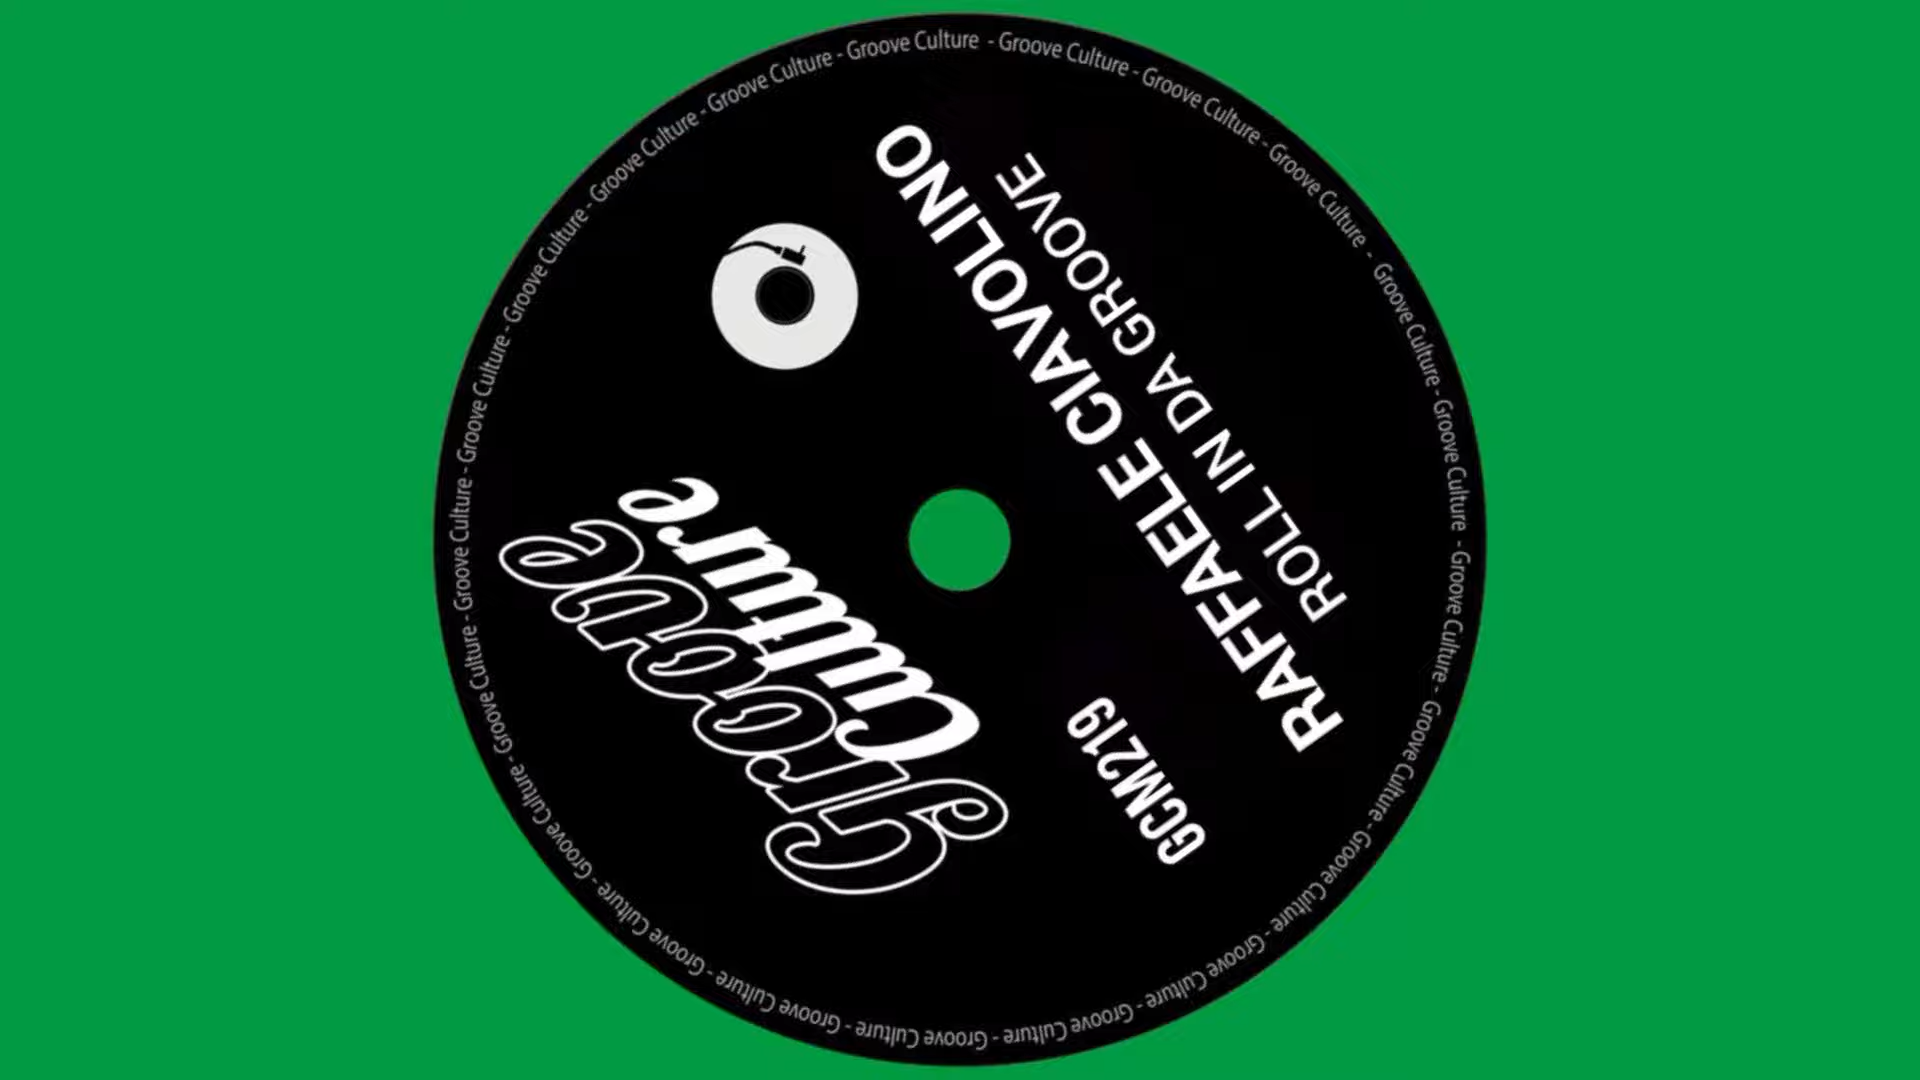 Groove Culture - Groove Culture - Groove Culture - Groove Culture - Groove Culture - Groove Culture - Groove Culture - Groove Culture - Groove Culture - Groove Culture - Groove Culture - Groove Culture - Groove Culture - Groove Culture - Groove Culture - Groove Culture - Groove Culture - Groove Culture - Groove Culture - Groove Culture - Groove Culture -
Groove
Culture
GCM219
RAFFAELE CIAVOLINO
ROLL IN DA GROOVE